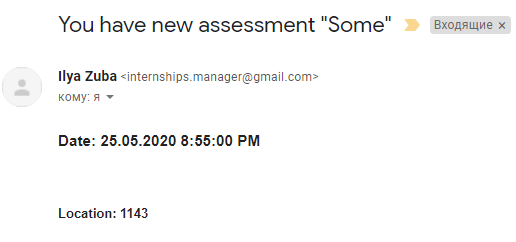 You have new assessment "Some" Входящие ×
Ilya Zuba <internships.manager@gmail.com>
кому: я
Date: 25.05.2020 8:55:00 PM
Location: 1143